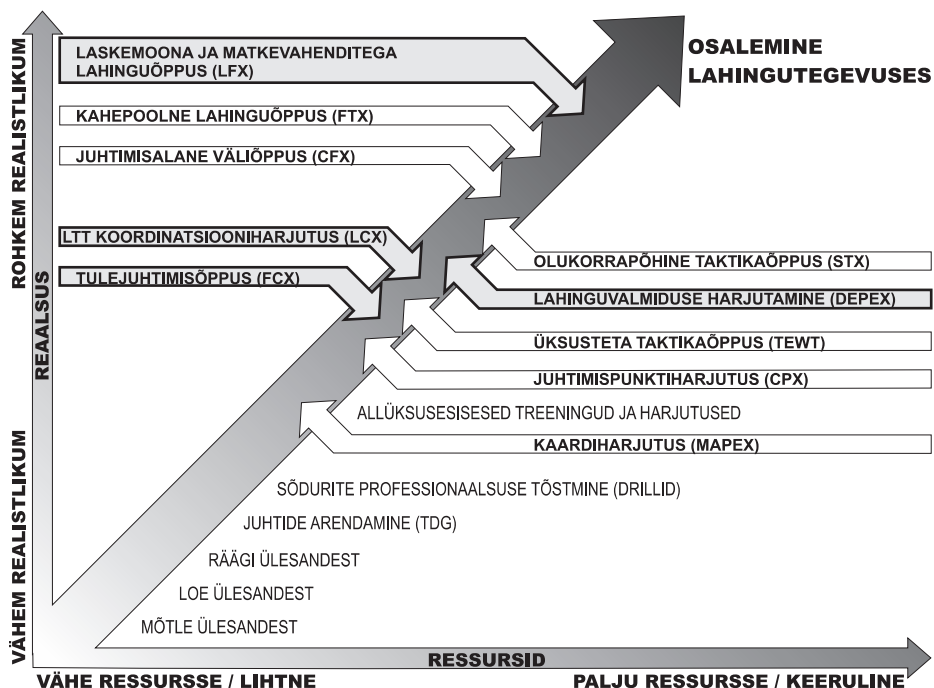 LASKEMOONA JA MATKEVAHENDITEGA
LAHINGUÕPPUS (LFX)
KAHEPOOLNE LAHINGUÕPPUS (FTX)
JUHTIMISALANE VÄLIÕPPUS (CFX)
LTT KOORDINATSIOONIHARJUTUS (LCX)
TULEJUHTIMISÕPPUS (FCX)
OSALEMINE
LAHINGUTEGEVUSES
OLUKORRAPÕHINE TAKTIKAÕPPUS (STX)
LAHINGUVALMIDUSE HARJUTAMINE (DEPEX)
ÜKSUSTETA TAKTIKAÕPPUS (TEWT)
JUHTIMISPUNKTIHARJUTUS (CPX)
ALLÜKSUSESISESED TREENINGUD JA HARJUTUSED
KAARDIHARJUTUS (MAPEX)
SÕDURITE PROFESSIONAALSUSE TÕSTMINE (DRILLID)
JUHTIDE ARENDAMINE (TDG)
RÄÄGI ÜLESANDEST
LOE ÜLESANDEST
MÕTLE ÜLESANDEST
ROHKEM REALISTLIKUM
REAALSUS
VÄHEM REALISTLIKUM
RESSURSID
VÄHE RESSURSSE / LIHTNE
PALJU RESSURSSE / KEERULINE